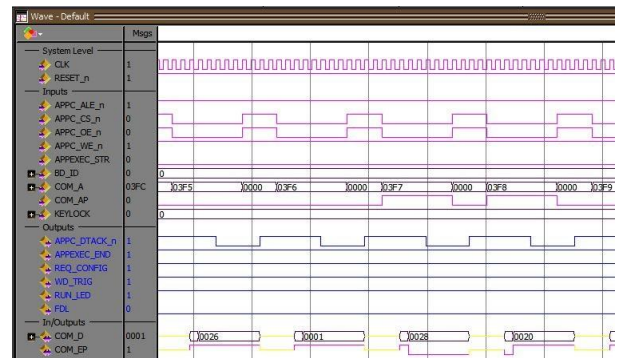 Wave - Default
Msgs
System Level
CLK 1
RESET_n 1
Inputs
APPC_ALE_n 1
APPC_CS_n 0
APPC_OE_n 0
APPC_WE_n 1
APPEXEC_STR 0
BD_ID 0 0
COM_A 03FC 03F5 0000 03F6 0000 03F7 0000 03F8 0000 03F9
COM_AP 0
KEYLOCK 0 0
Outputs
APPC_DTACK_n 1
APPEXEC_END 1
REQ_CONFIG 1
WD_TRIG 1
RUN_LED 1
FDL 0
In/Outputs
COM_D 0001 0026 0001 0028 0020
COM_EP 1